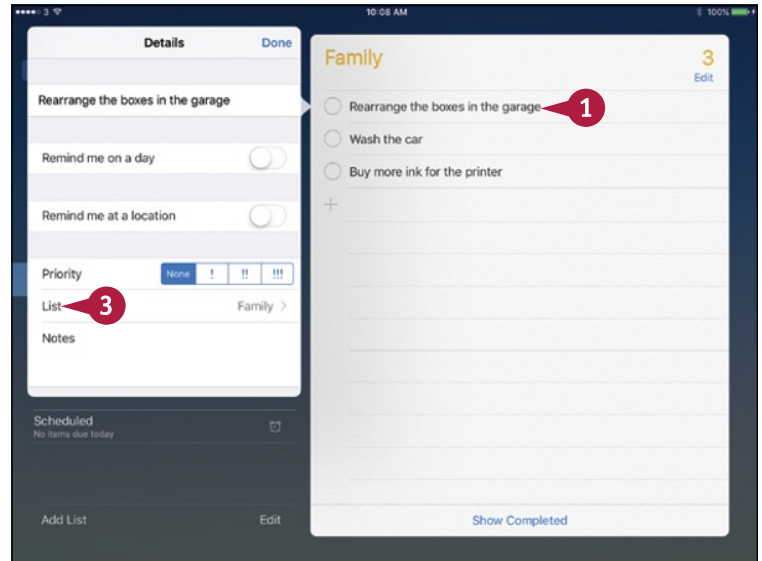 3 10:08 AM 100%
Details Done
Rearrange the boxes in the garage
Remind me on a day
Remind me at a location
Priority None ! !! !!!
List 3 Family >
Notes
Scheduled
No items due today
Add List Edit
Family 3
Edit
Rearrange the boxes in the garage 1
Wash the car
Buy more ink for the printer
+
Show Completed